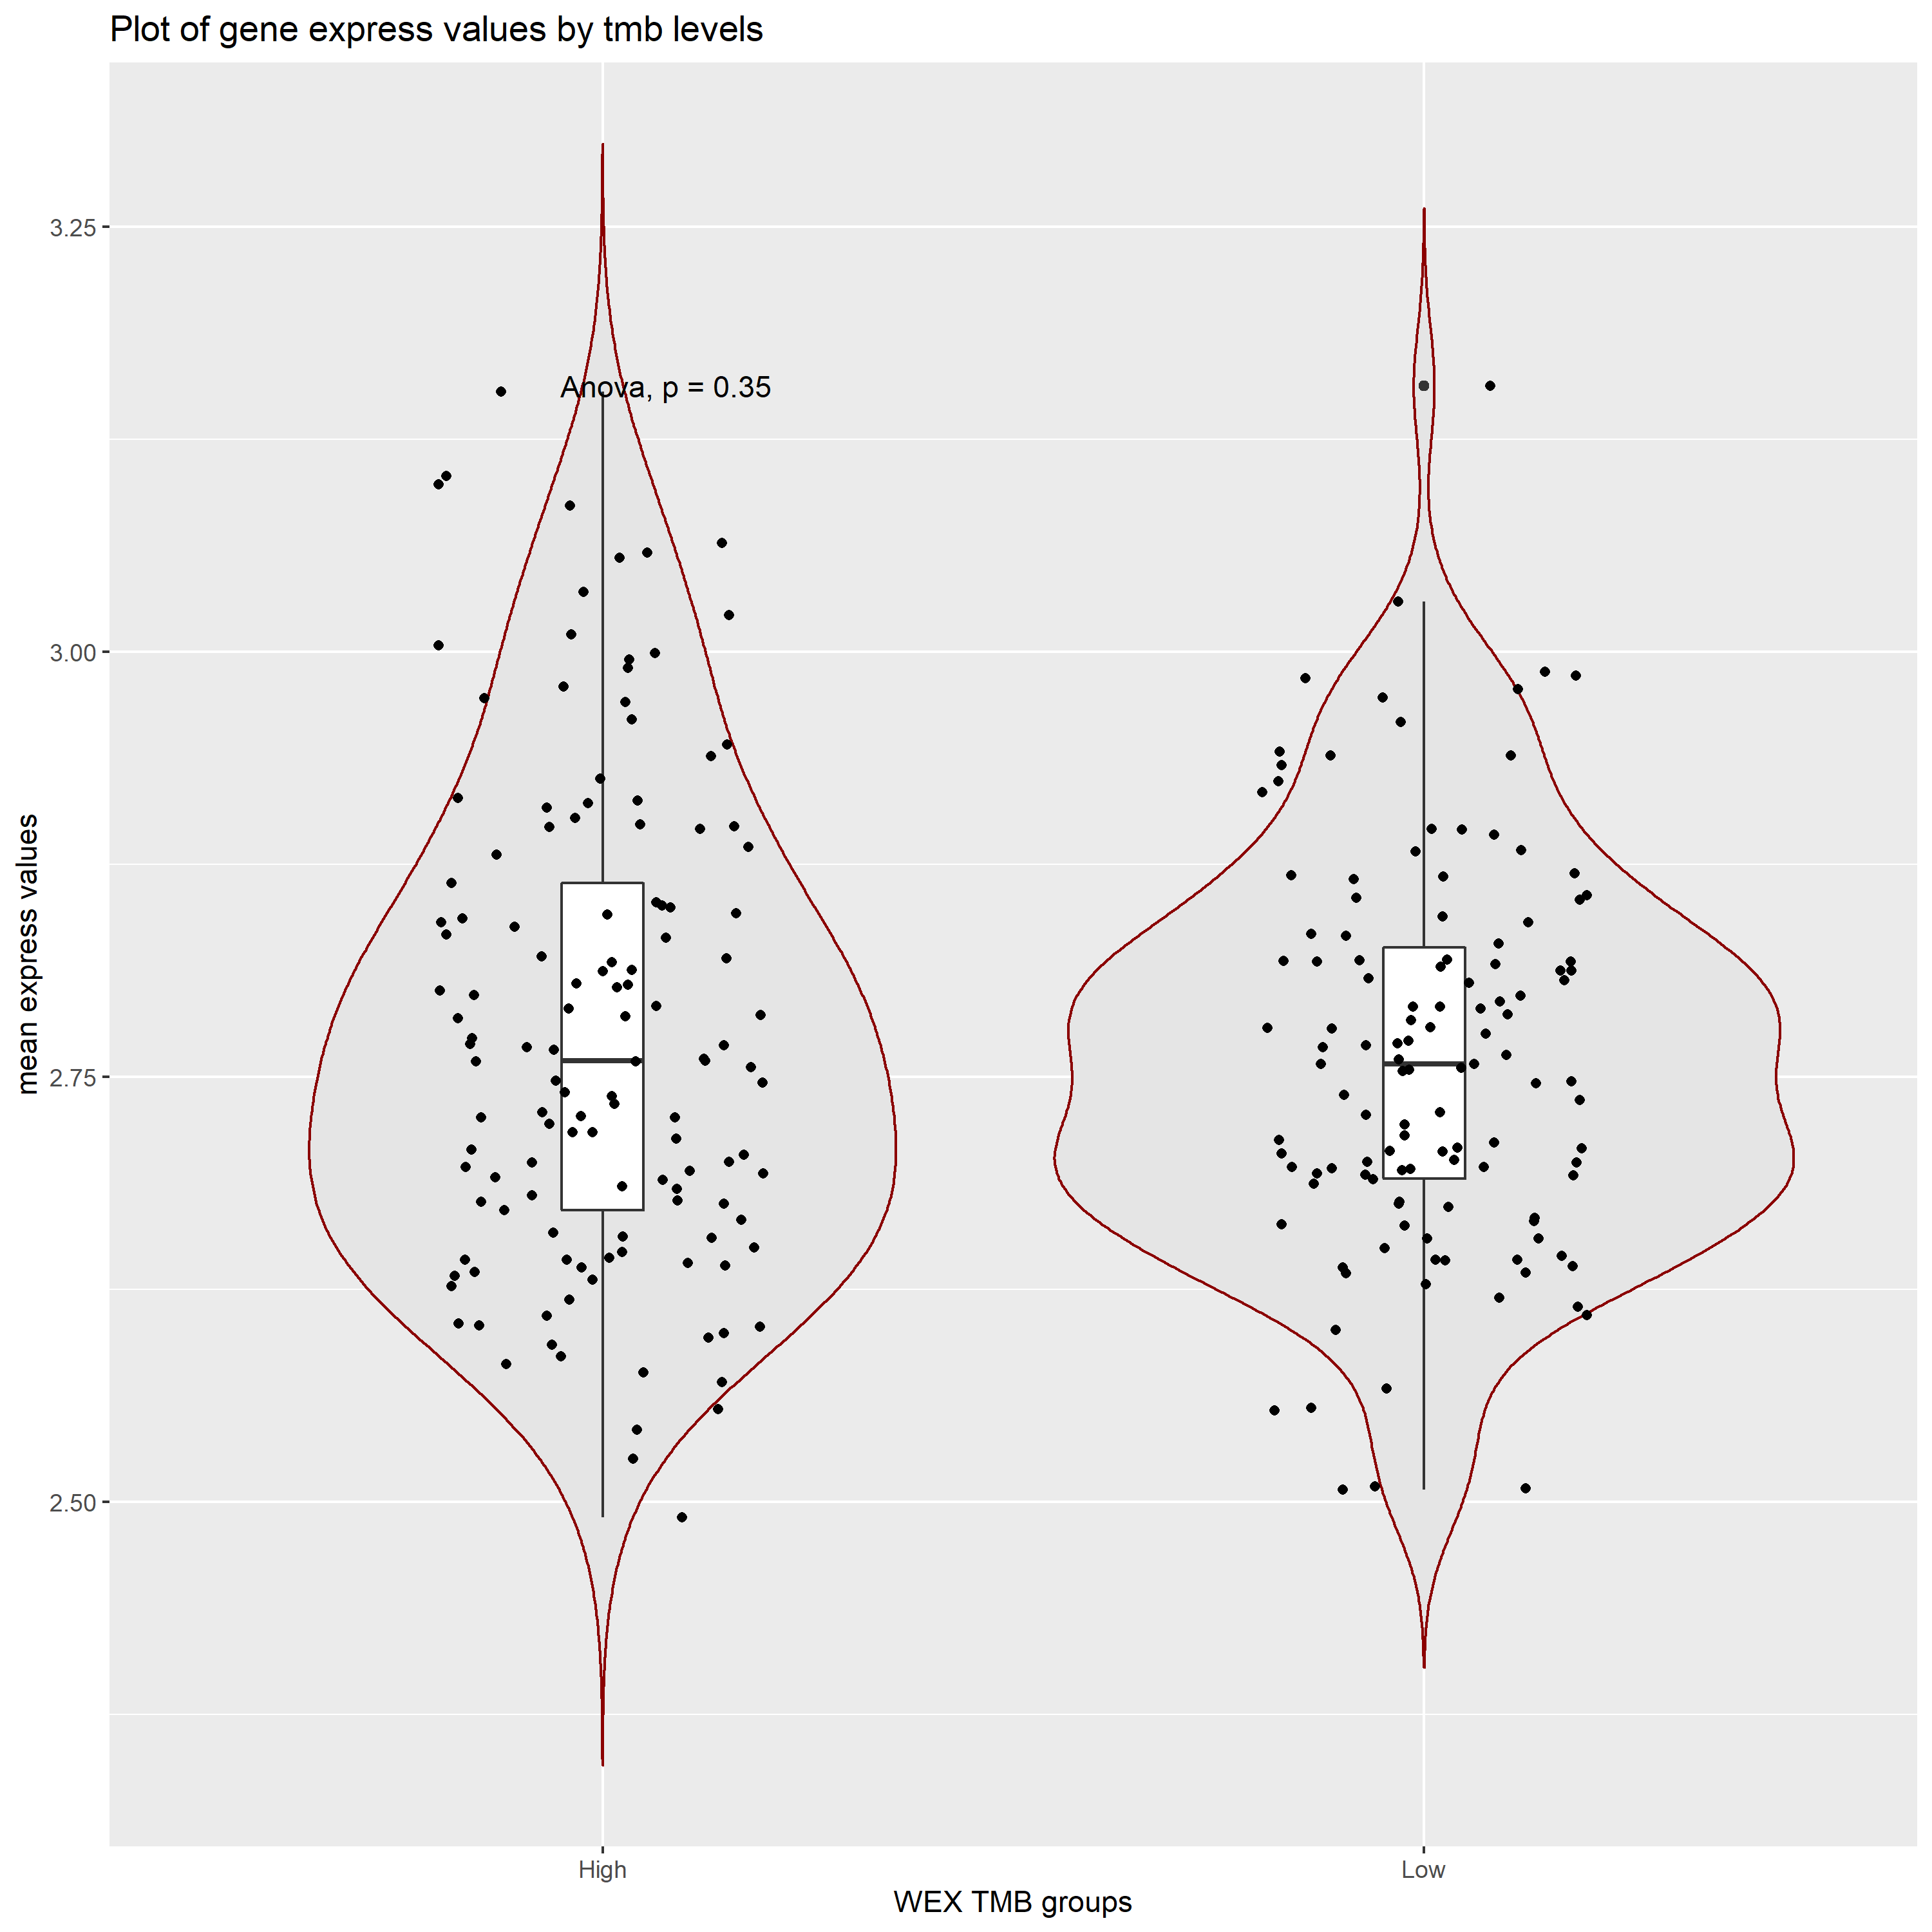 Plot of gene express values by tmb levels
mean express values
3.25
3.00
2.75
2.50
Anova, p = 0.35
High
Low
WEX TMB groups